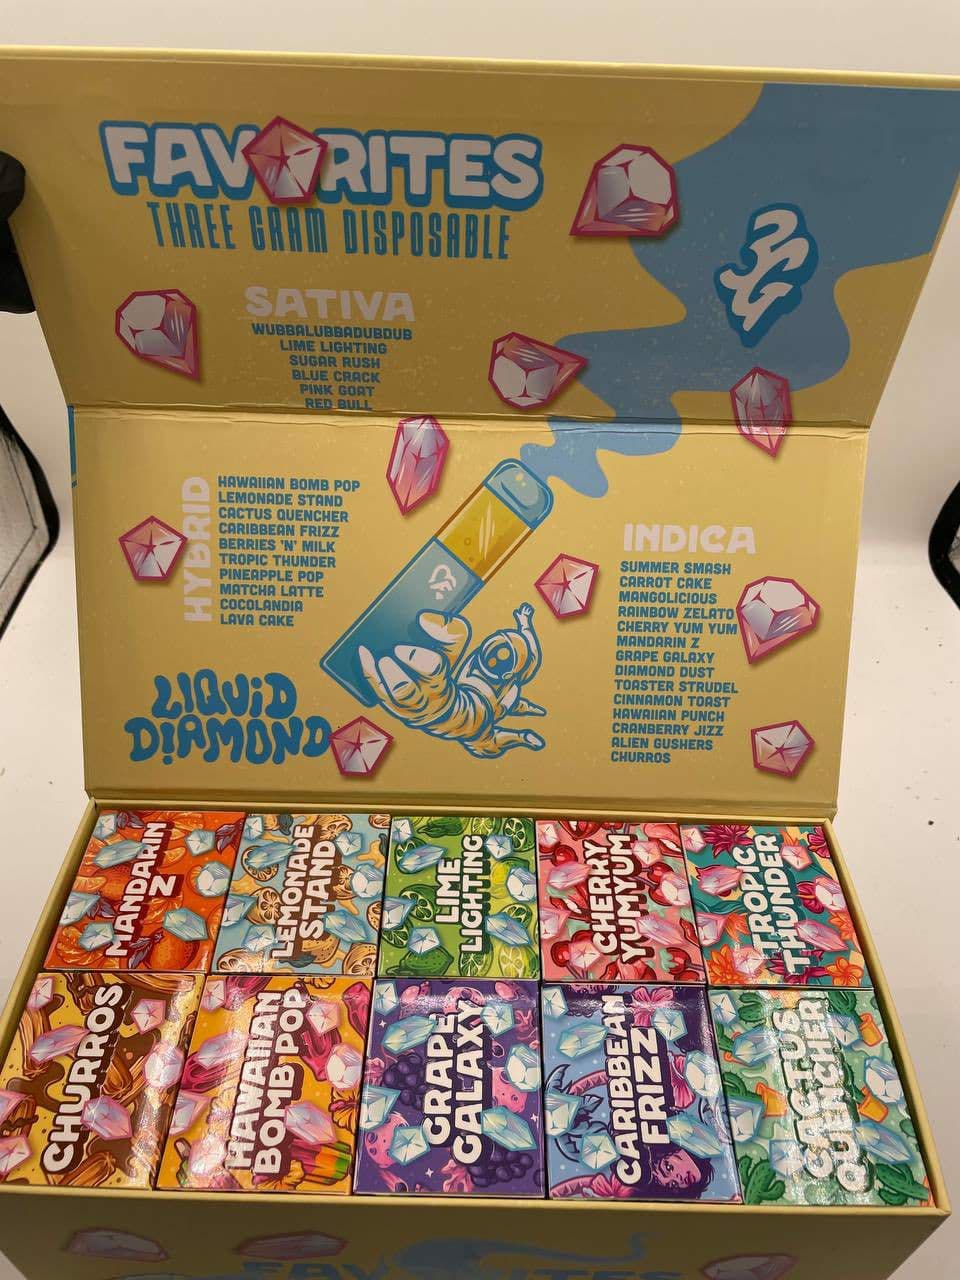 FAVORITES
THREE GRAM DISPOSABLE
3G
SATIVA
WUBBALUBBADUBDUB
LIME LIGHTING
SUGAR RUSH
BLUE CRACK
PINK GOAT
RED BULL
HYBRID
HAWAIIAN BOMB POP
LEMONADE STAND
CACTUS QUENCHER
CARIBBEAN FRIZZ
BERRIES 'N' MILK
TROPIC THUNDER
PINEAPPLE POP
MATCHA LATTE
COCOLANDIA
LAVA CAKE
INDICA
SUMMER SMASH
CARROT CAKE
MANGOLICIOUS
RAINBOW ZELATO
CHERRY YUM YUM
MANDARIN Z
GRAPE GALAXY
DIAMOND DUST
TOASTER STRUDEL
CINNAMON TOAST
HAWAIIAN PUNCH
CRANBERRY JIZZ
ALIEN GUSHERS
CHURROS
LIQUID
DIAMOND
MANDARIN
Z
LEMONADE
STAND
LIME
LIGHTING
CHERRY
YUMYUM
TROPIC
THUNDER
CHURROS
HAWAIIAN
BOMB POP
GRAPE
GALAXY
CARIBBEAN
FRIZZ
CACTUS
QUENCHER
FAVORITES